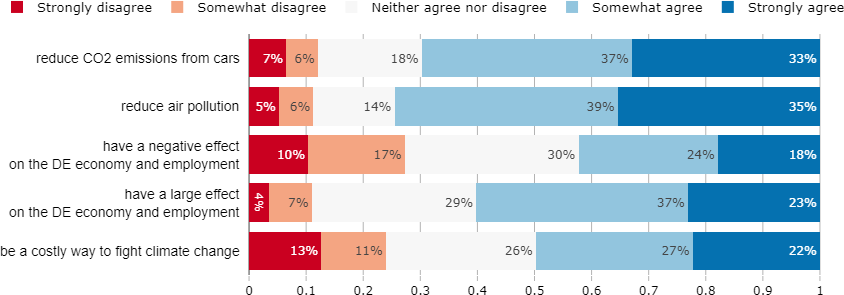 Strongly disagree Somewhat disagree Neither agree nor disagree Somewhat agree Strongly agree
reduce CO2 emissions from cars 7% 6% 18% 37% 33%
reduce air pollution 5% 6% 14% 39% 35%
have a negative effect
on the DE economy and employment 10% 17% 30% 24% 18%
have a large effect
on the DE economy and employment 4% 7% 29% 37% 23%
be a costly way to fight climate change 13% 11% 26% 27% 22%
0 0.1 0.2 0.3 0.4 0.5 0.6 0.7 0.8 0.9 1